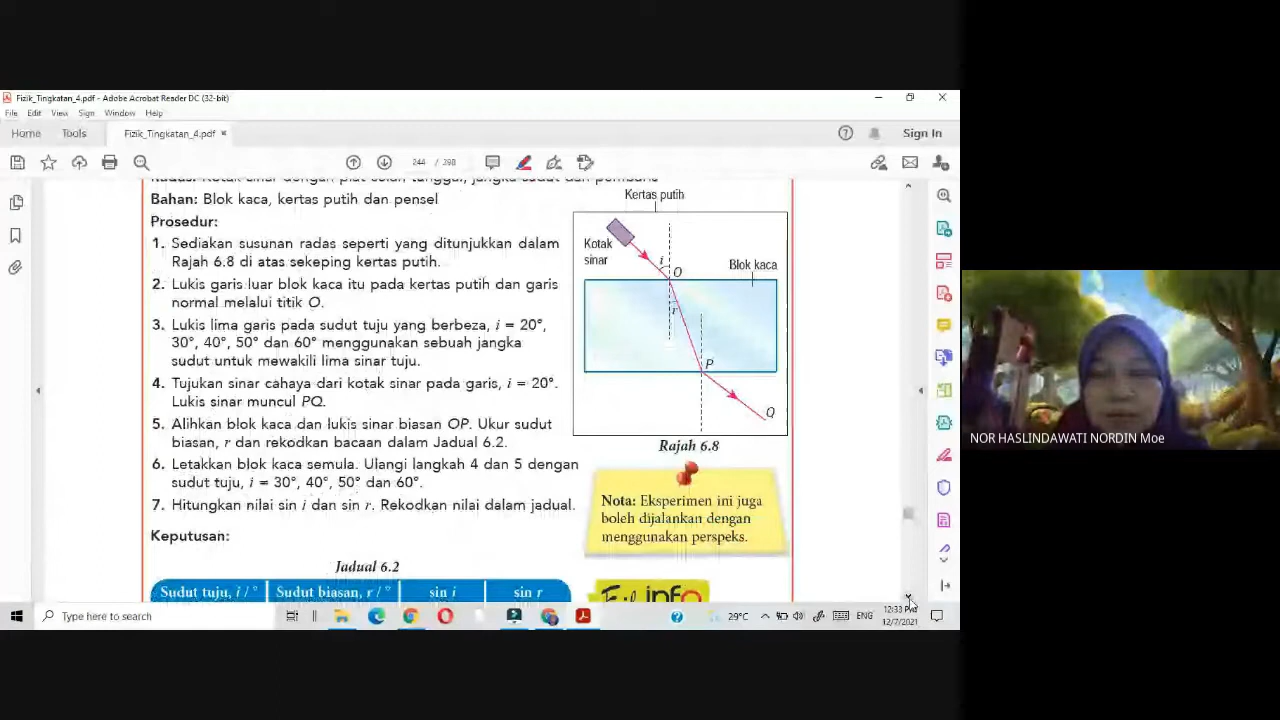 Fizik_Tingkatan_4.pdf - Adobe Acrobat Reader DC (32-bit)
File Edit View Sign Window Help
Home Tools Fizik_Tingkatan_4.pdf × Sign In
244 / 298
Bahan: Blok kaca, kertas putih dan pensel
Prosedur:
1. Sediakan susunan radas seperti yang ditunjukkan dalam
Rajah 6.8 di atas sekeping kertas putih.
2. Lukis garis luar blok kaca itu pada kertas putih dan garis
normal melalui titik O.
3. Lukis lima garis pada sudut tuju yang berbeza, i = 20°,
30°, 40°, 50° dan 60° menggunakan sebuah jangka
sudut untuk mewakili lima sinar tuju.
4. Tujukan sinar cahaya dari kotak sinar pada garis, i = 20°.
Lukis sinar muncul PQ.
5. Alihkan blok kaca dan lukis sinar biasan OP. Ukur sudut
biasan, r dan rekodkan bacaan dalam Jadual 6.2.
6. Letakkan blok kaca semula. Ulangi langkah 4 dan 5 dengan
sudut tuju, i = 30°, 40°, 50° dan 60°.
7. Hitungkan nilai sin i dan sin r. Rekodkan nilai dalam jadual.
Kertas putih
Kotak
sinar
i
O
Blok kaca
r
P
Q
Rajah 6.8
Nota: Eksperimen ini juga
boleh dijalankan dengan
menggunakan perspeks.
Keputusan:
Jadual 6.2
Sudut tuju, i / ° Sudut biasan, r / ° sin i sin r
info
NOR HASLINDAWATI NORDIN Moe
Type here to search
29°C ENG
12:33 PM
12/7/2021